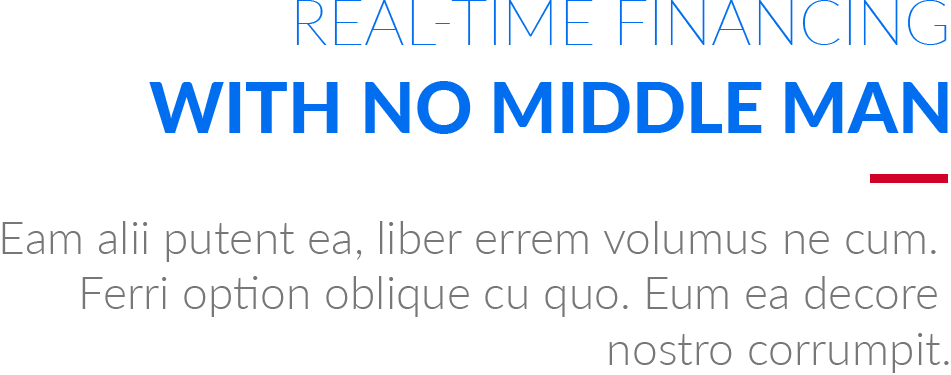 REAL-TIME FINANCING
WITH NO MIDDLE MAN
Eam alii putent ea, liber errem volumus ne cum.
Ferri option oblique cu quo. Eum ea decore
nostro corrumpit.